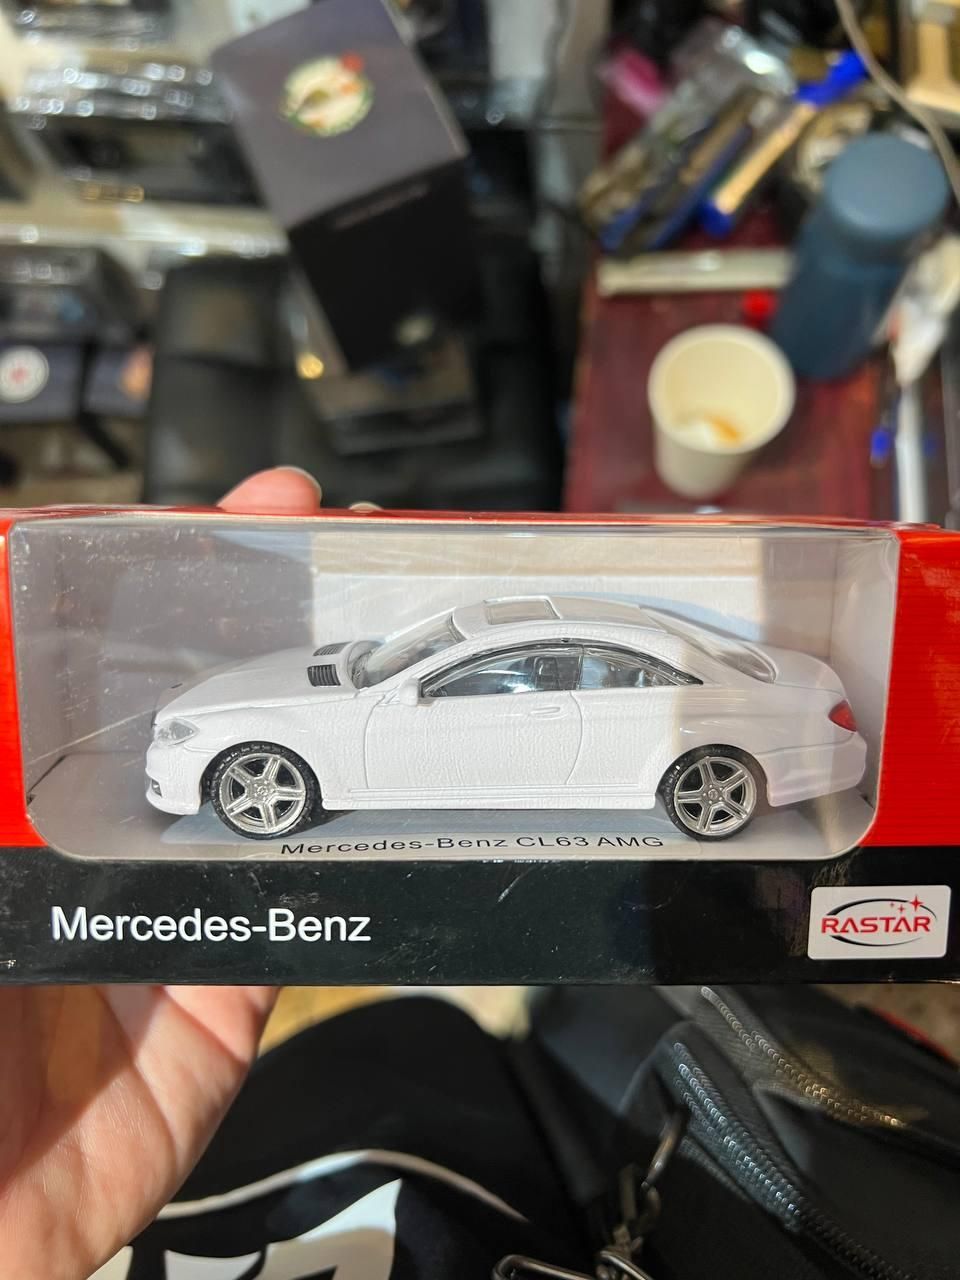 Mercedes-Benz CL63 AMG
Mercedes-Benz
RASTAR